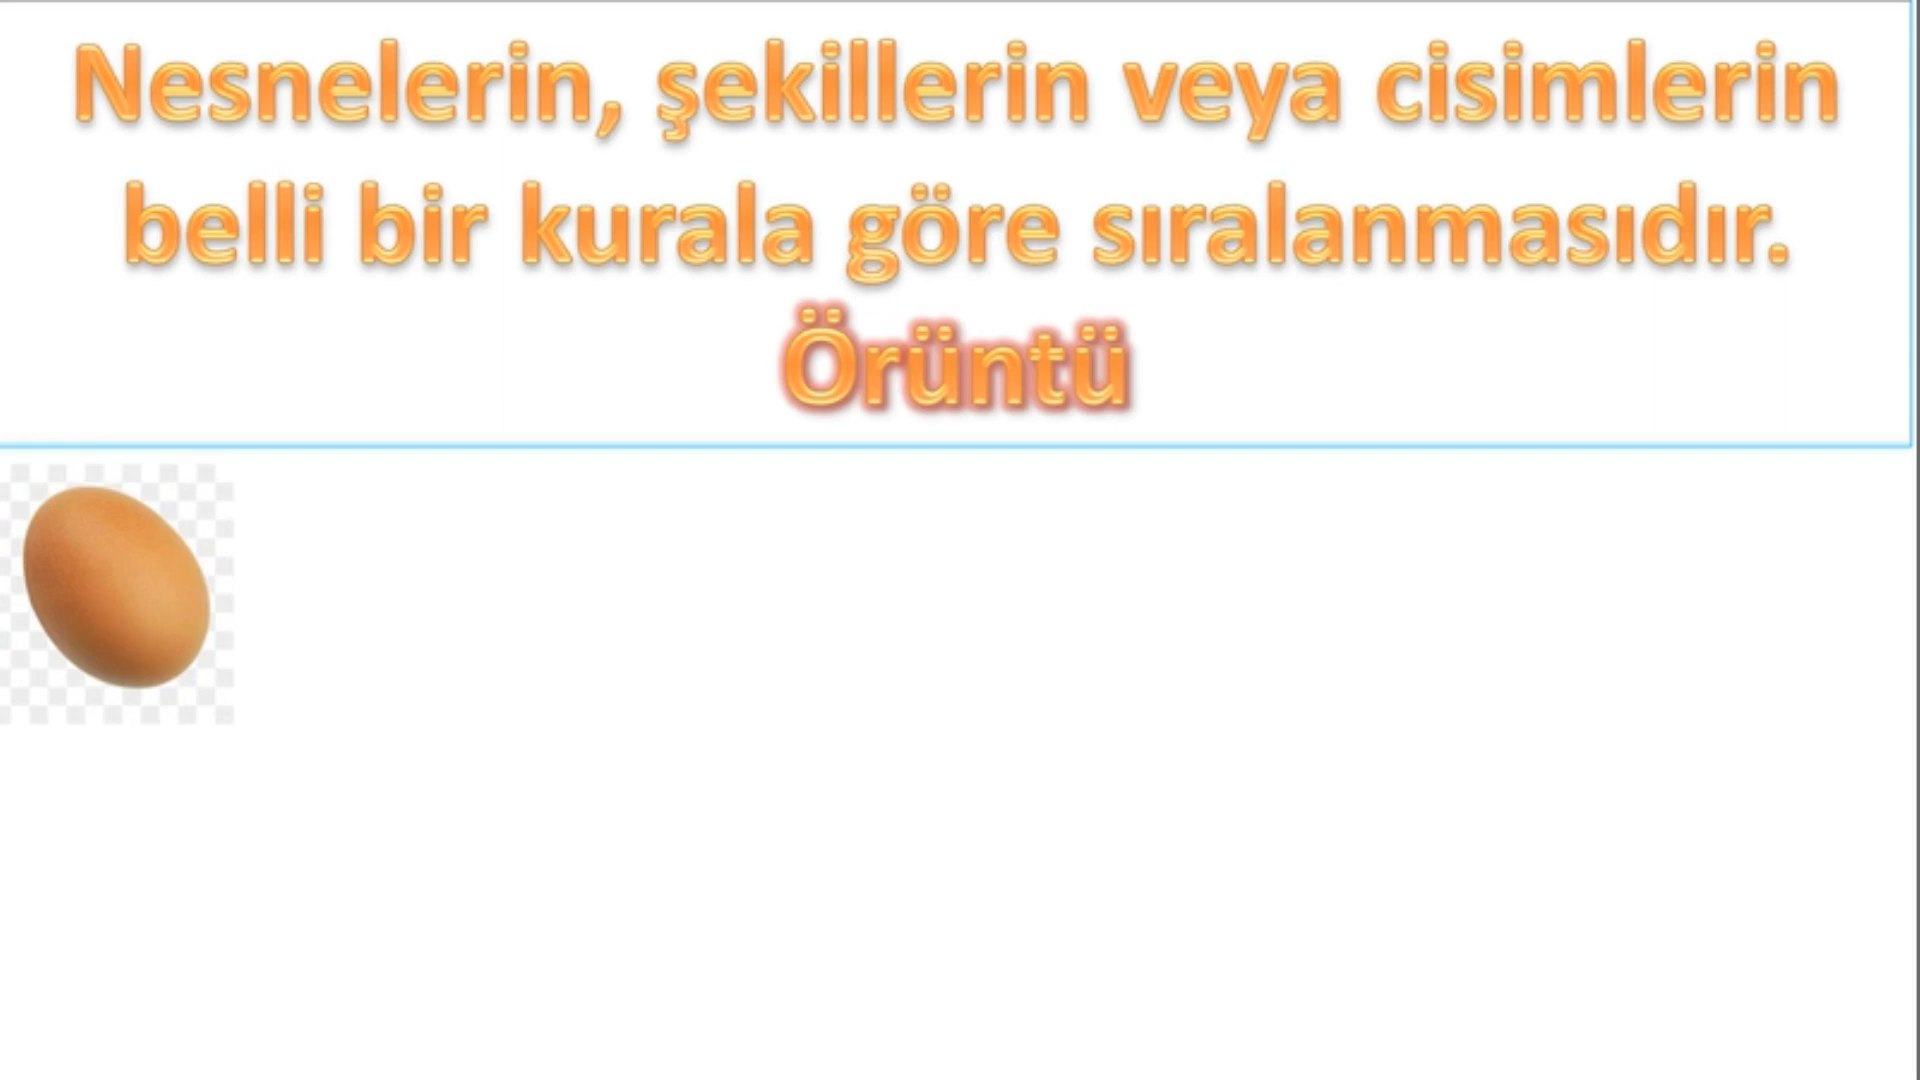 Nesnelerin, şekillerin veya cisimlerin
belli bir kurala göre sıralanmasıdır.
Örüntü